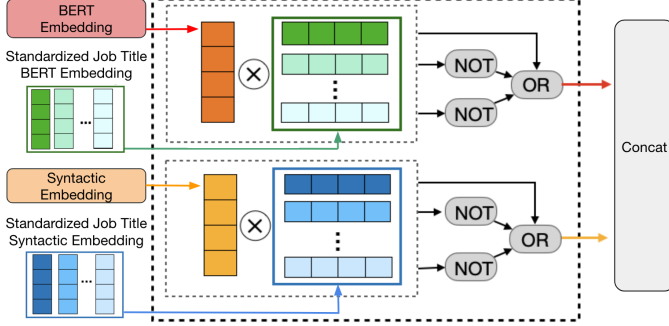 BERT
Embedding
Standardized Job Title
BERT Embedding
...
Syntactic
Embedding
Standardized Job Title
Syntactic Embedding
...
NOT
NOT
OR
NOT
NOT
OR
Concat